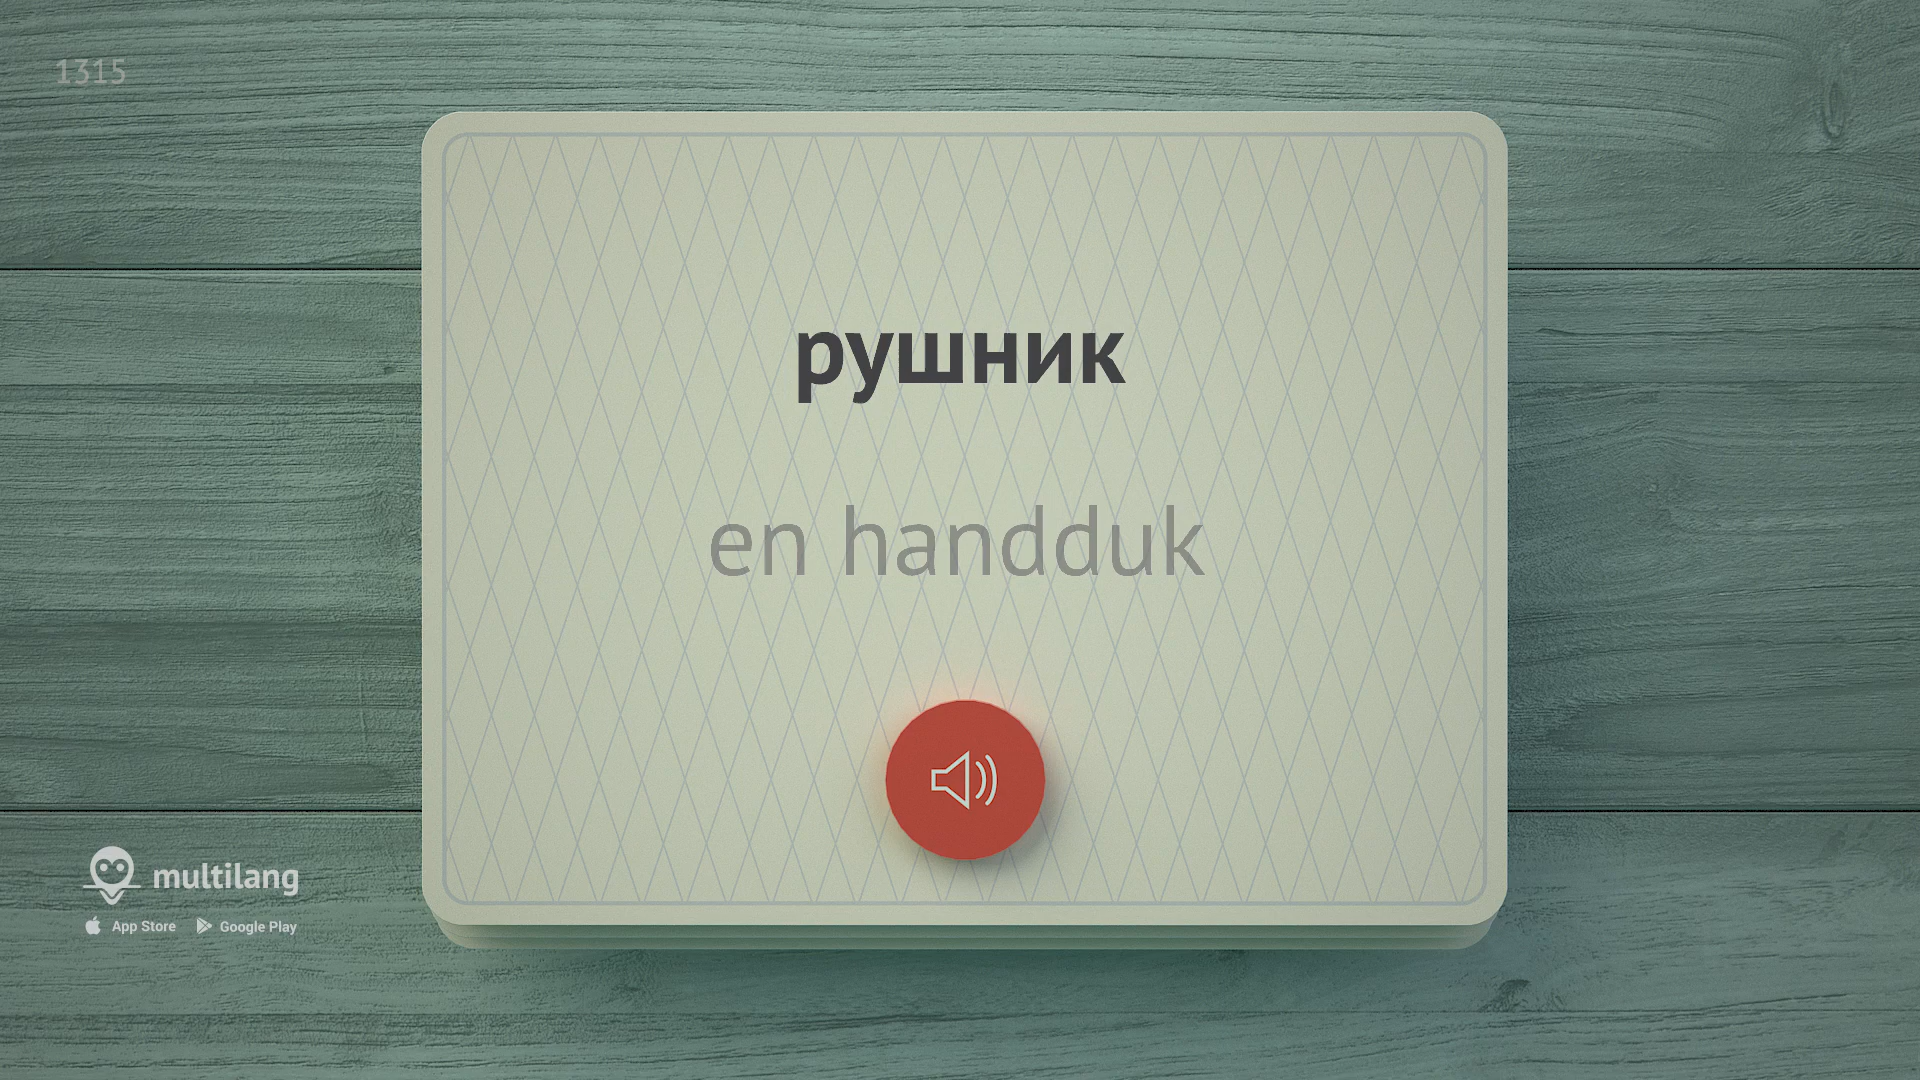 1315
рушник
en handduk
multilang
App Store Google Play